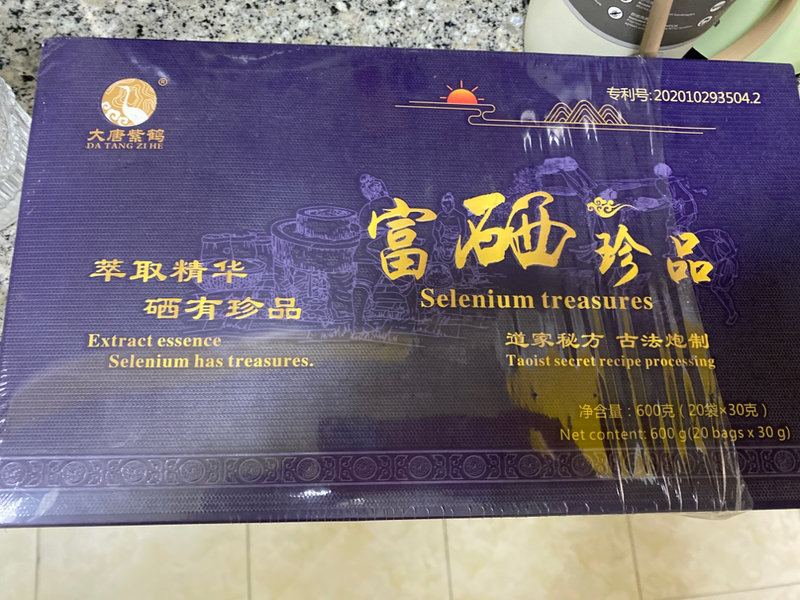 ®
大唐紫鹤
DA TANG ZI HE
专利号:202010293504.2
富硒珍品
Selenium treasures
萃取精华
硒有珍品
Extract essence
Selenium has treasures.
道家秘方 古法炮制
Taoist secret recipe processing
净含量：600克（20袋×30克）
Net content: 600 g(20 bags x 30 g)